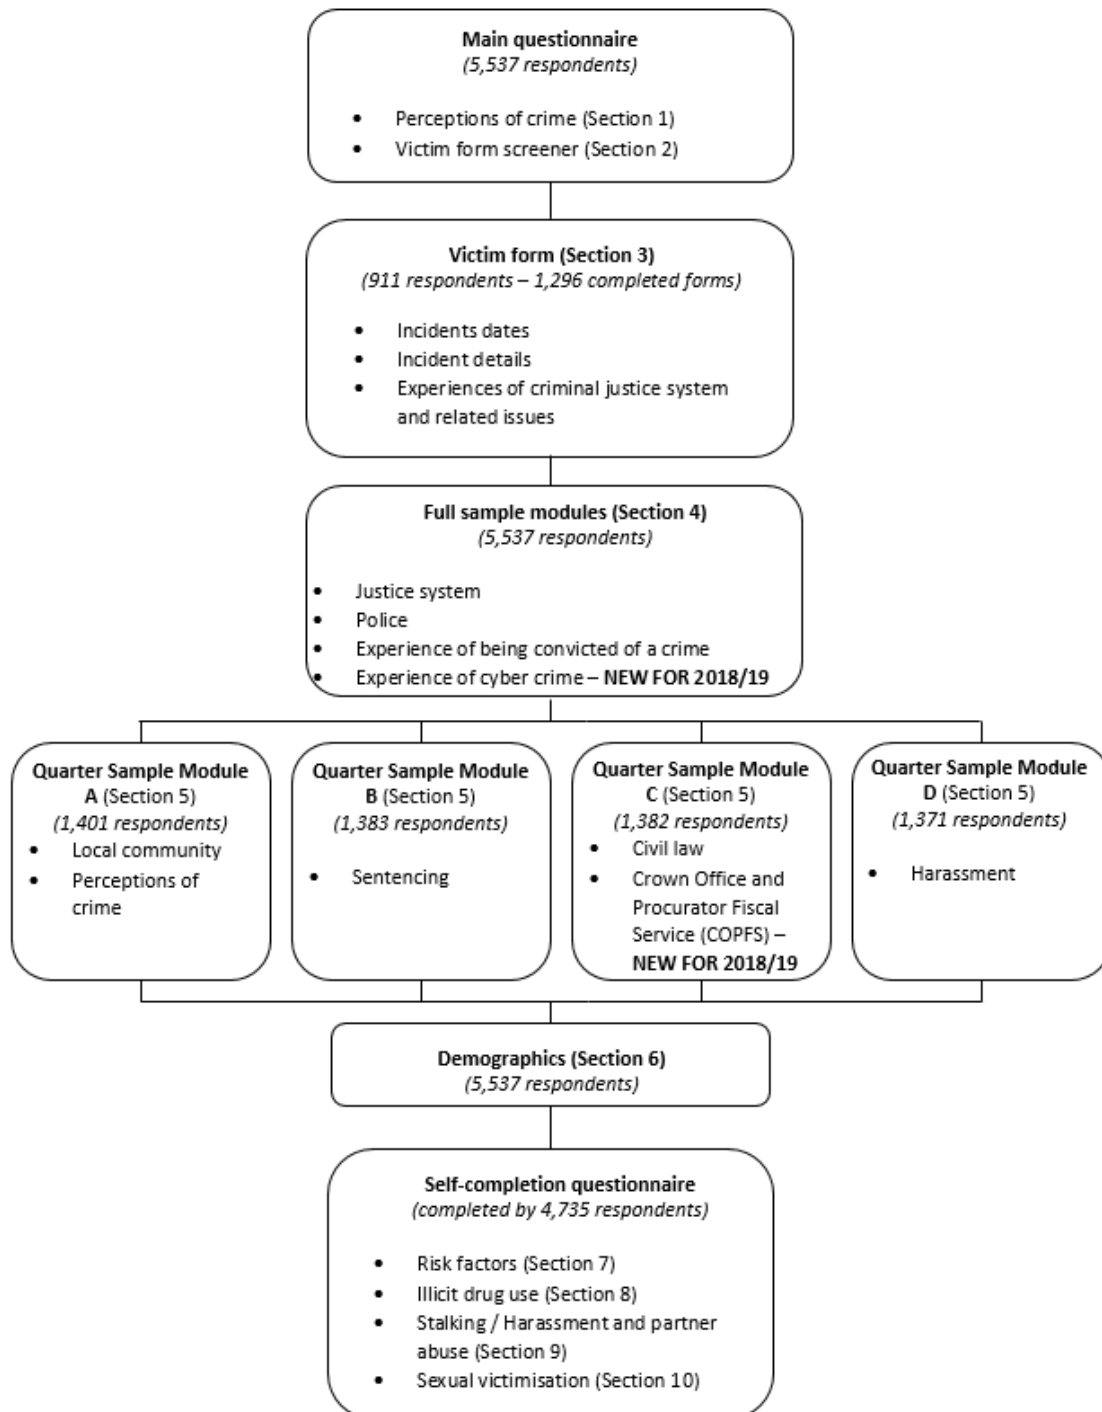 Main questionnaire
(5,537 respondents)
• Perceptions of crime (Section 1)
• Victim form screener (Section 2)
Victim form (Section 3)
(911 respondents – 1,296 completed forms)
• Incidents dates
• Incident details
• Experiences of criminal justice system
and related issues
Full sample modules (Section 4)
(5,537 respondents)
• Justice system
• Police
• Experience of being convicted of a crime
• Experience of cyber crime – NEW FOR 2018/19
Quarter Sample Module
A (Section 5)
(1,401 respondents)
• Local community
• Perceptions of
crime
Quarter Sample Module
B (Section 5)
(1,383 respondents)
• Sentencing
Quarter Sample Module
C (Section 5)
(1,382 respondents)
• Civil law
• Crown Office and
Procurator Fiscal
Service (COPFS) –
NEW FOR 2018/19
Quarter Sample Module
D (Section 5)
(1,371 respondents)
• Harassment
Demographics (Section 6)
(5,537 respondents)
Self-completion questionnaire
(completed by 4,735 respondents)
• Risk factors (Section 7)
• Illicit drug use (Section 8)
• Stalking / Harassment and partner
abuse (Section 9)
• Sexual victimisation (Section 10)